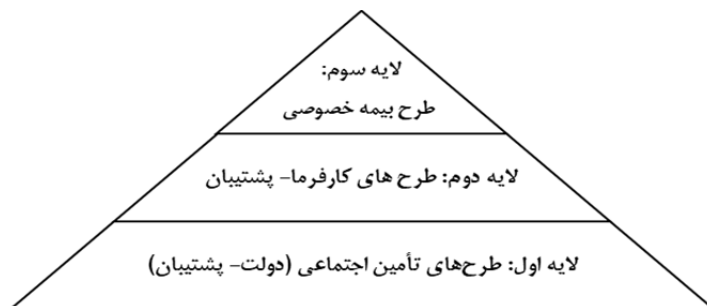 لایه سوم:
طرح بیمه خصوصی
لایه دوم: طرح های کارفرما- پشتیبان
لایه اول: طرح‌های تأمین اجتماعی (دولت- پشتیبان)